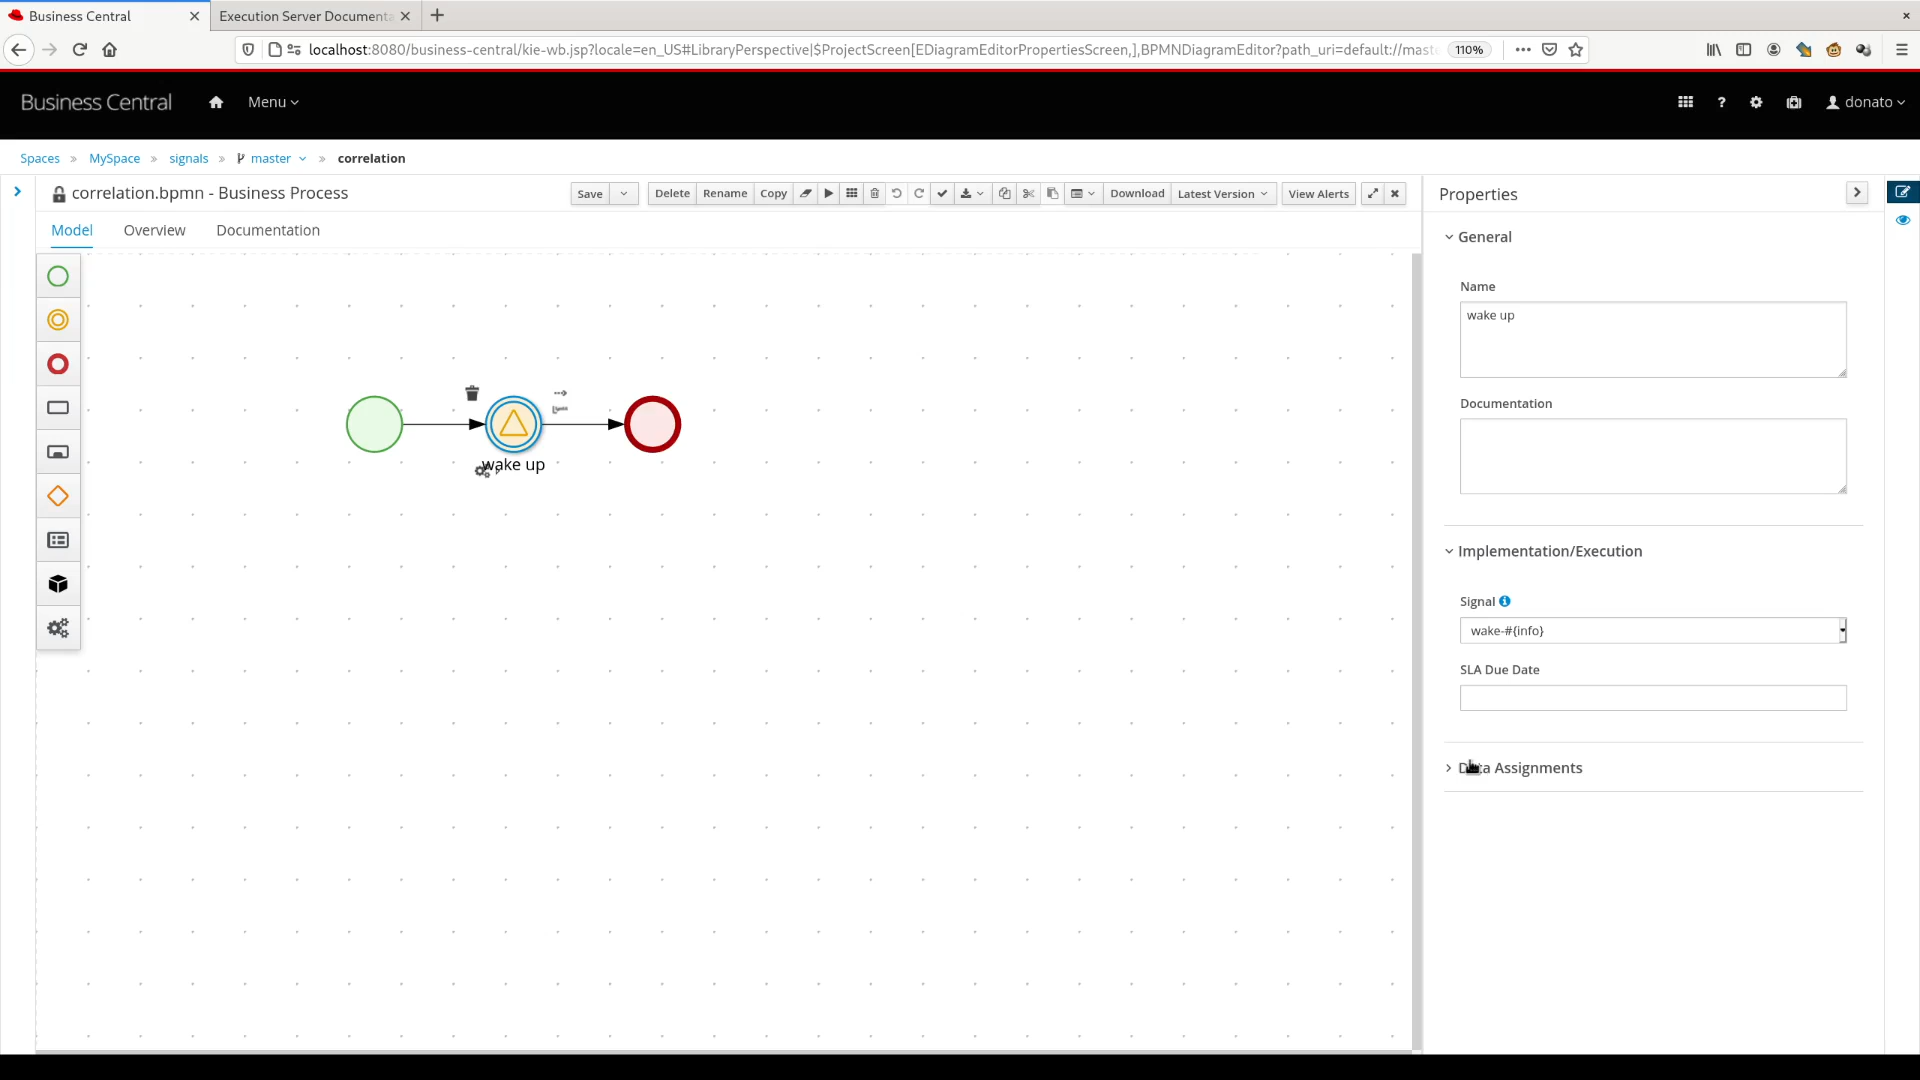 Business Central
Execution Server Documenta
localhost:8080/business-central/kie-wb.jsp?locale=en_US#LibraryPerspective|$ProjectScreen[EDiagramEditorPropertiesScreen,],BPMNDiagramEditor?path_uri=default://mast
110%
Business Central
Menu
donato
Spaces » MySpace » signals » master » correlation
correlation.bpmn - Business Process
Save
Delete
Rename
Copy
Download
Latest Version
View Alerts
Properties
Model
Overview
Documentation
wake up
General
Name
wake up
Documentation
Implementation/Execution
Signal
wake-#{info}
SLA Due Date
Data Assignments